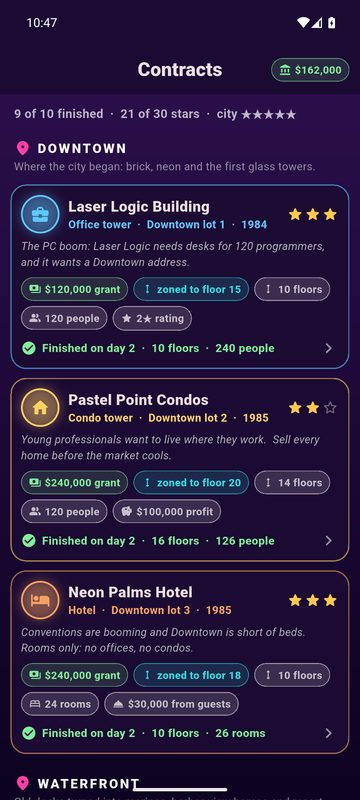 10:47
Contracts
$162,000
9 of 10 finished · 21 of 30 stars · city ★★★★★
DOWNTOWN
Where the city began: brick, neon and the first glass towers.
Laser Logic Building
Office tower · Downtown lot 1 · 1984
The PC boom: Laser Logic needs desks for 120 programmers,
and it wants a Downtown address.
$120,000 grant
zoned to floor 15
10 floors
120 people
2★ rating
Finished on day 2 · 10 floors · 240 people
Pastel Point Condos
Condo tower · Downtown lot 2 · 1985
Young professionals want to live where they work. Sell every
home before the market cools.
$240,000 grant
zoned to floor 20
14 floors
120 people
$100,000 profit
Finished on day 2 · 16 floors · 126 people
Neon Palms Hotel
Hotel · Downtown lot 3 · 1985
Conventions are booming and Downtown is short of beds.
Rooms only: no offices, no condos.
$240,000 grant
zoned to floor 18
10 floors
24 rooms
$30,000 from guests
Finished on day 2 · 10 floors · 26 rooms
WATERFRONT